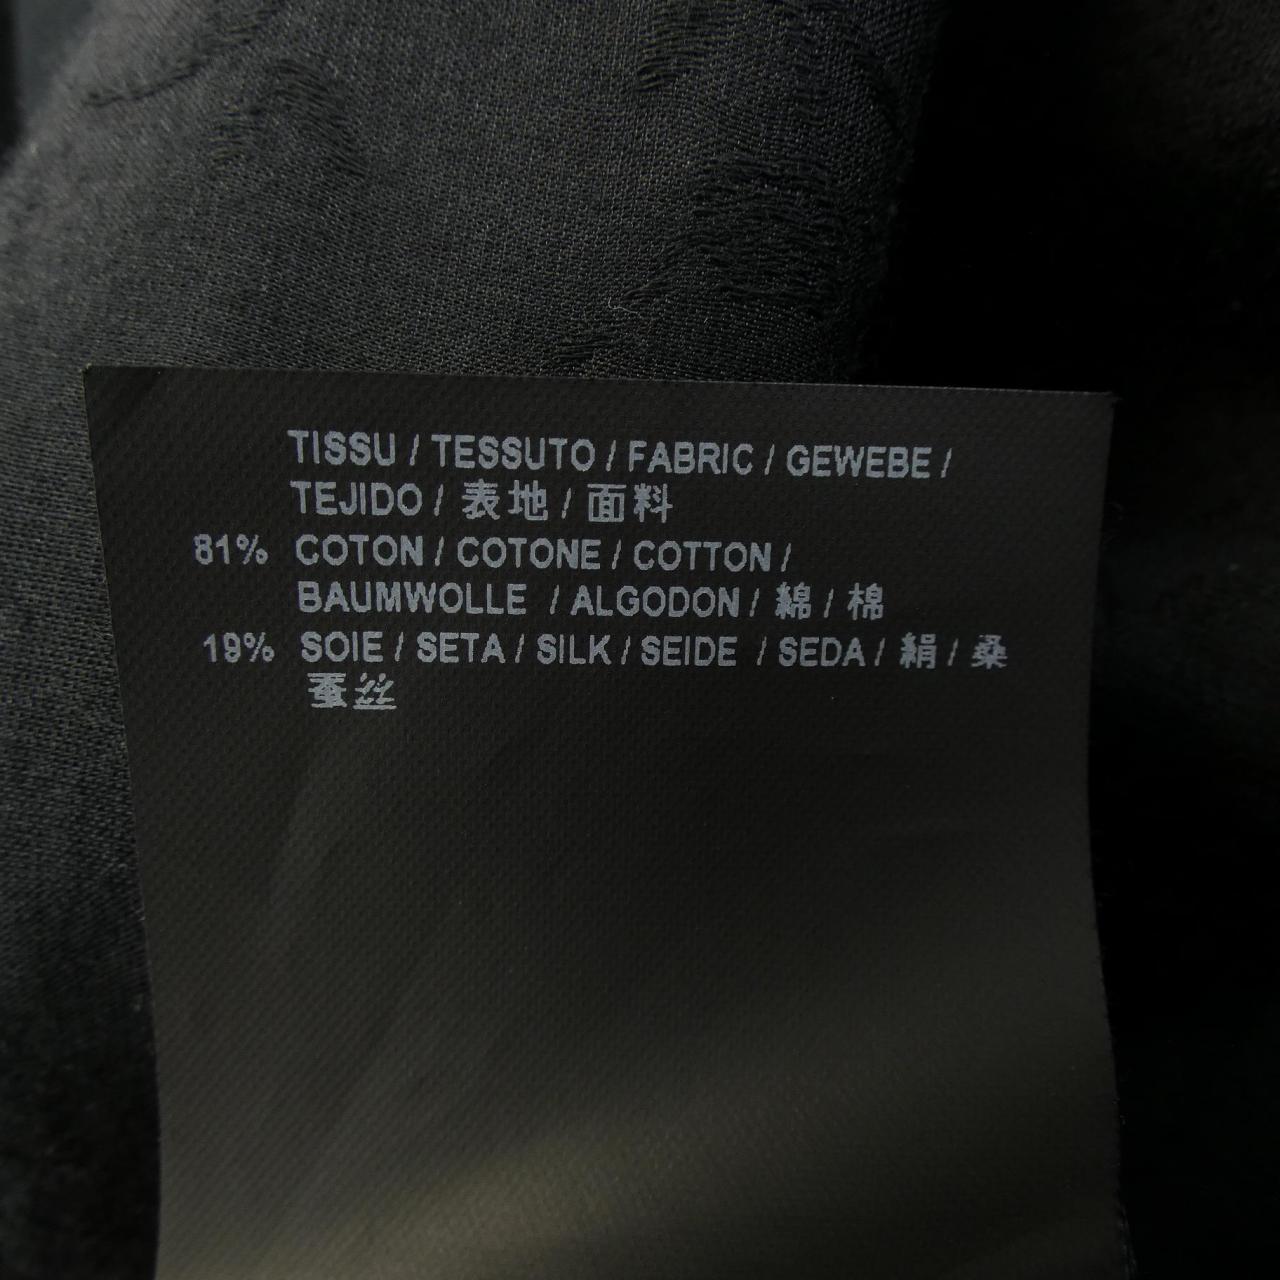 TISSU / TESSUTO / FABRIC / GEWEBE /
TEJIDO / 表地 / 面料
81% COTON / COTONE / COTTON /
BAUMWOLLE / ALGODON / 綿 / 棉
19% SOIE / SETA / SILK / SEIDE / SEDA / 絹 / 桑
蚕丝